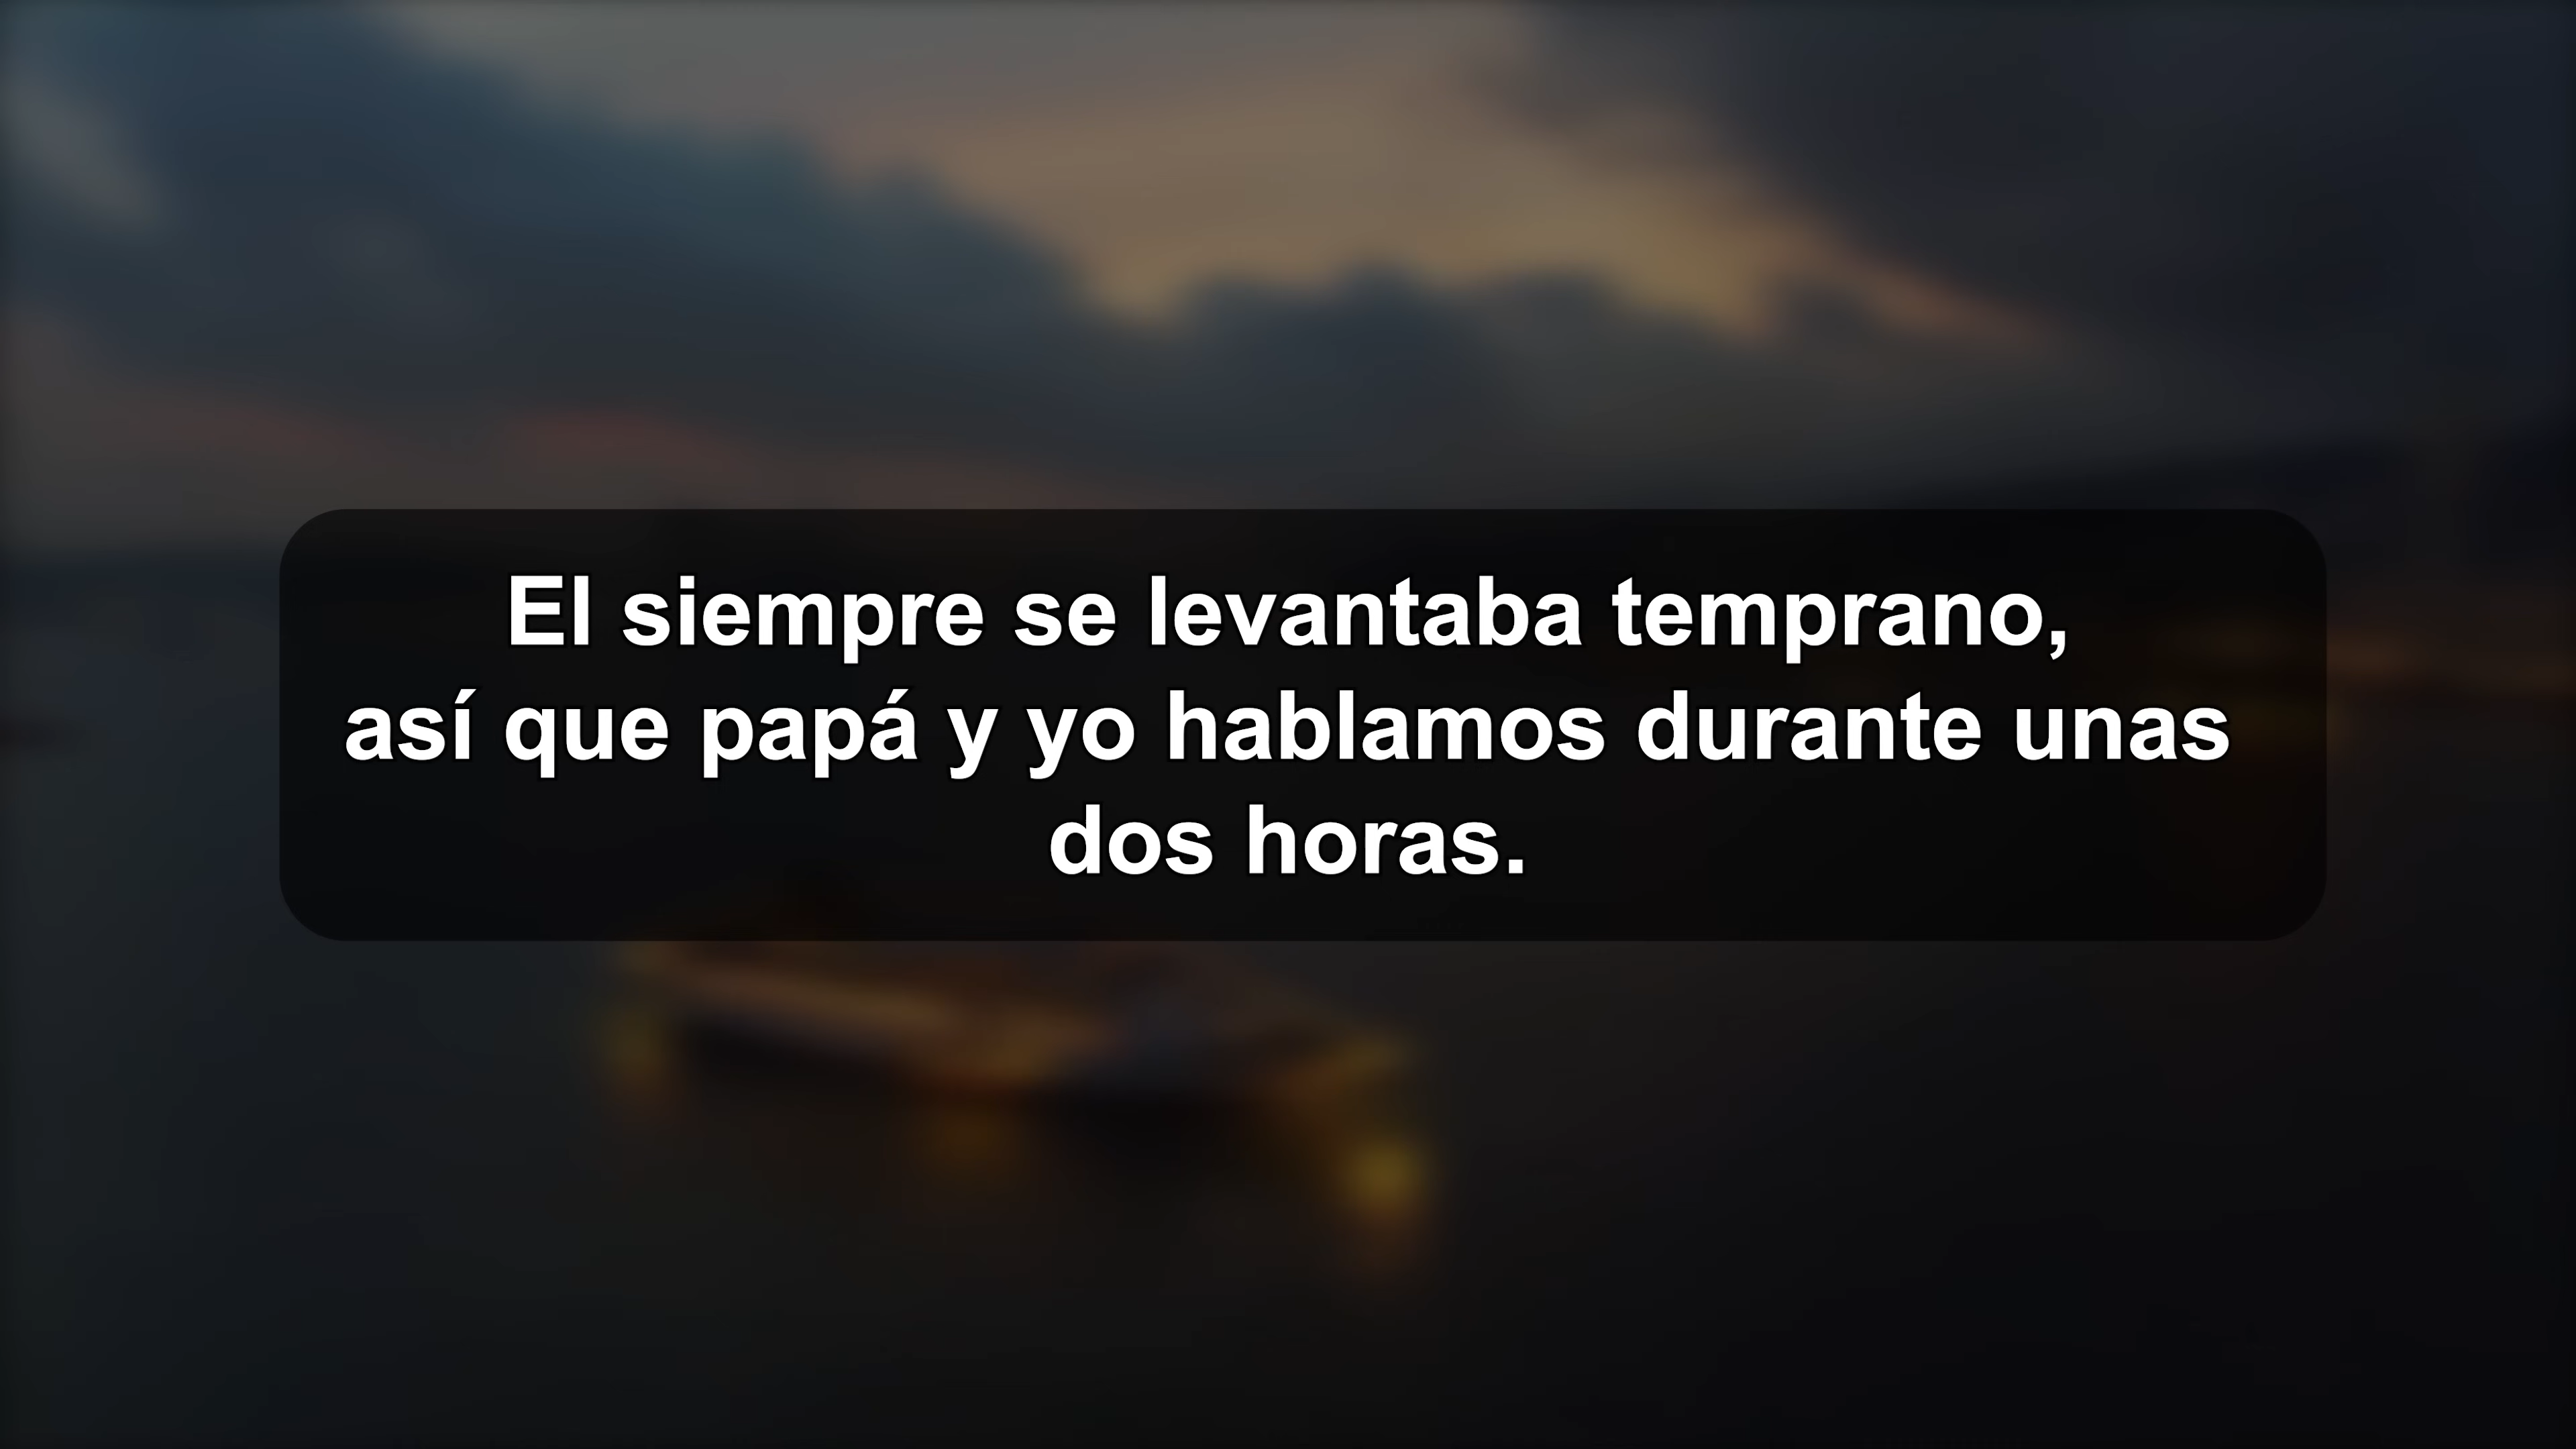 El siempre se levantaba temprano,
así que papá y yo hablamos durante unas
dos horas.